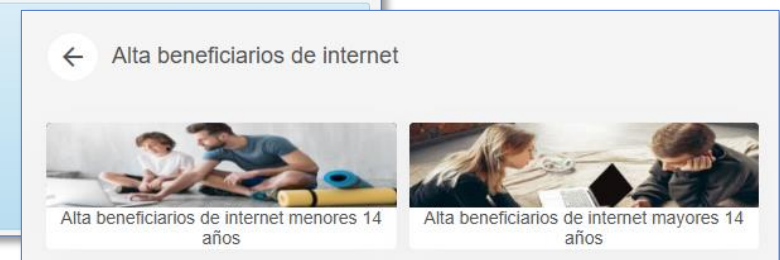 Alta beneficiarios de internet
Alta beneficiarios de internet menores 14
años
Alta beneficiarios de internet mayores 14
años